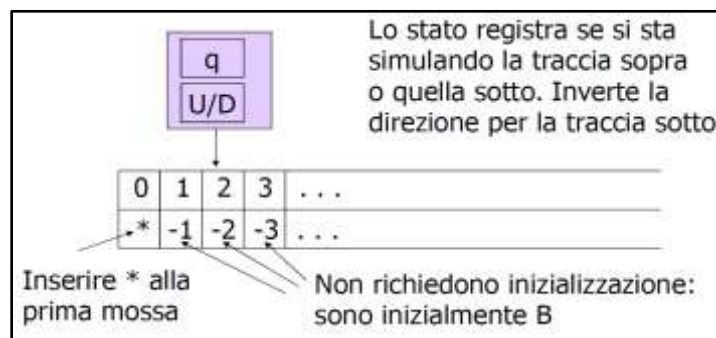 Lo stato registra se si sta
simulando la traccia sopra
o quella sotto. Inverte la
direzione per la traccia sotto
q
U/D
0 1 2 3 . . .
* -1 -2 -3 . . .
Inserire * alla
prima mossa
Non richiedono inizializzazione:
sono inizialmente B